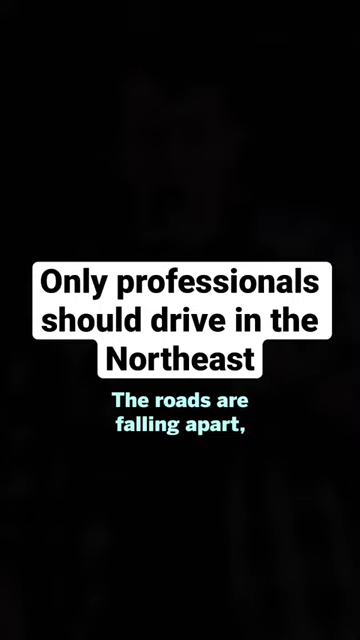 Only professionals
should drive in the
Northeast
The roads are
falling apart,